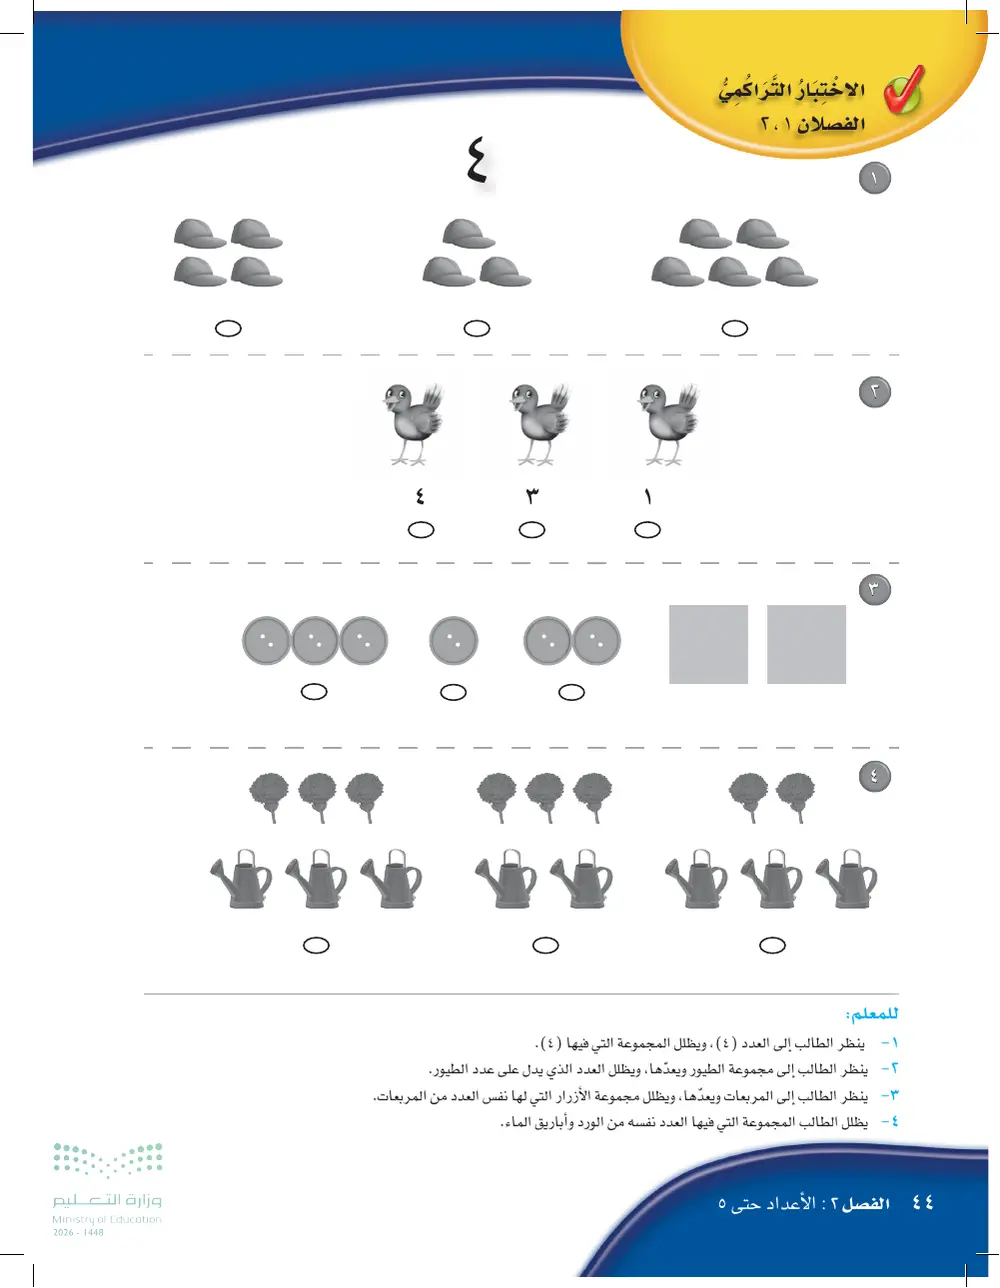 الاخْتِبَارُ التَّرَاكُمِيُّ
الفصلان ١، ٢
١
٤
٢
١ ٣ ٤
٣
٤
للمعلم:
١- ينظر الطالب إلى العدد (٤)، ويظلل المجموعة التي فيها (٤).
٢- ينظر الطالب إلى مجموعة الطيور ويعدّها، ويظلل العدد الذي يدل على عدد الطيور.
٣- ينظر الطالب إلى المربعات ويعدّها، ويظلل مجموعة الأزرار التي لها نفس العدد من المربعات.
٤- يظلل الطالب المجموعة التي فيها العدد نفسه من الورد وأباريق الماء.
٤٤ الفصل ٢: الأعداد حتى ٥
وزارة التعـــليم
Ministry of Education
2026 - 1448